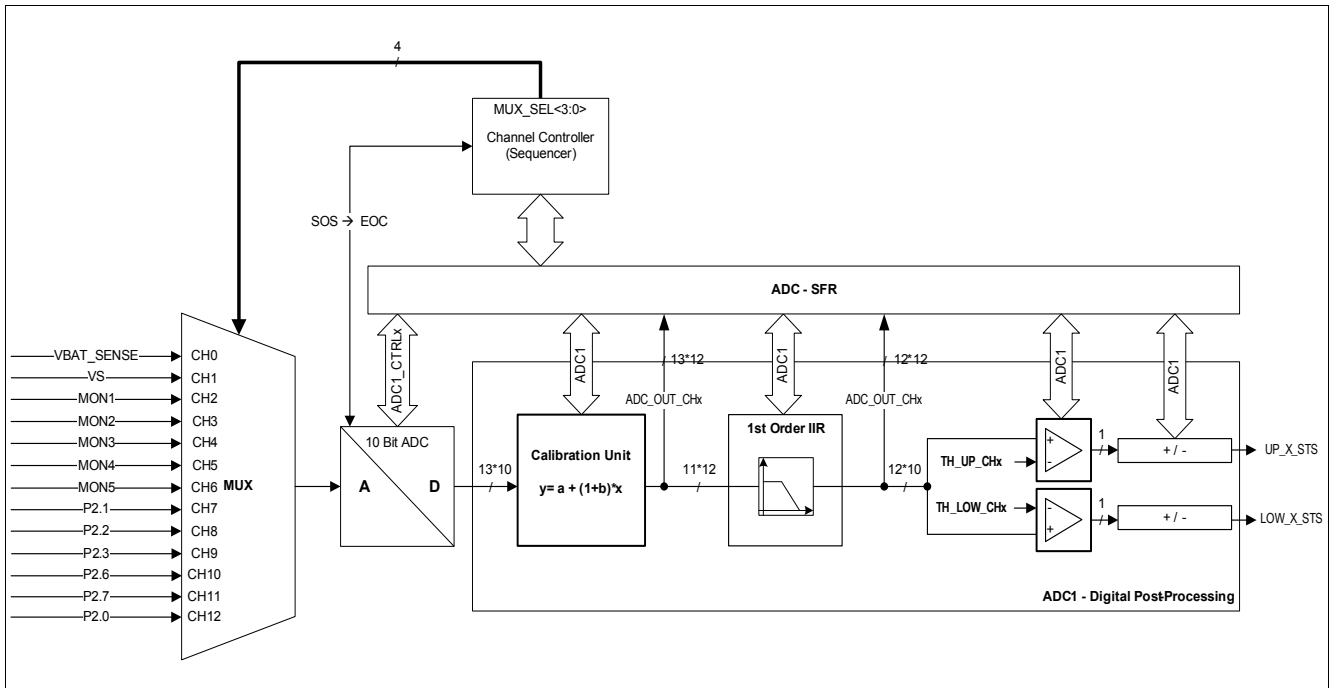 4
MUX_SEL<3:0>
Channel Controller
(Sequencer)
SOS → EOC
ADC - SFR
ADC1_CTRLx
ADC1
13*12
ADC1
12*12
ADC1
ADC1
VBAT_SENSE CH0
VS CH1
MON1 CH2
MON2 CH3
MON3 CH4
MON4 CH5
MON5 CH6
MUX
P2.1 CH7
P2.2 CH8
P2.3 CH9
P2.6 CH10
P2.7 CH11
P2.0 CH12
10 Bit ADC
A D
13*10
Calibration Unit
y= a + (1+b)*x
ADC_OUT_CHx
11*12
1st Order IIR
ADC_OUT_CHx
12*10
TH_UP_CHx
+
-
1
+ / -
UP_X_STS
TH_LOW_CHx
-
+
1
+ / -
LOW_X_STS
ADC1 - Digital Post-Processing